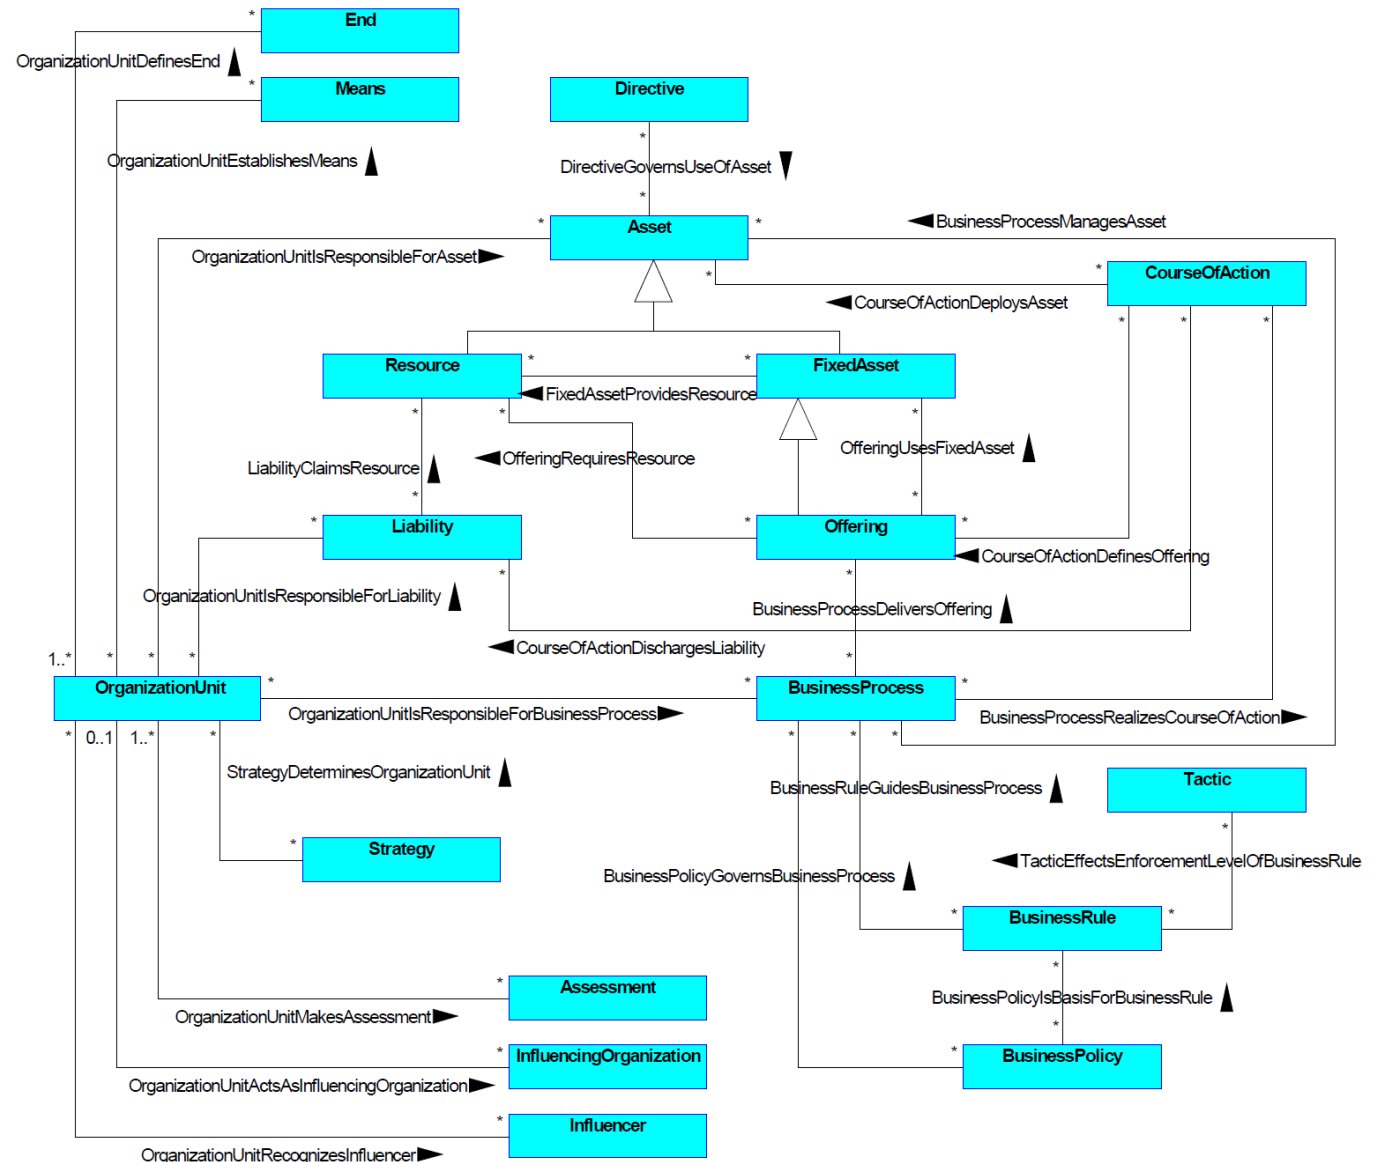 *
End
OrganizationUnitDefinesEnd
*
Means
Directive
*
OrganizationUnitEstablishesMeans
DirectiveGovernsUseOfAsset
*
*
Asset
*
BusinessProcessManagesAsset
OrganizationUnitIsResponsibleForAsset
*
*
CourseOfAction
CourseOfActionDeploysAsset
*
*
*
Resource
*
*
FixedAsset
FixedAssetProvidesResource
*
*
*
OfferingUsesFixedAsset
OfferingRequiresResource
LiabilityClaimsResource
*
*
*
Liability
*
Offering
*
CourseOfActionDefinesOffering
*
*
OrganizationUnitIsResponsibleForLiability
BusinessProcessDeliversOffering
CourseOfActionDischargesLiability
1..*
*
*
*
*
OrganizationUnit
*
*
BusinessProcess
*
OrganizationUnitIsResponsibleForBusinessProcess
BusinessProcessRealizesCourseOfAction
*
0..1
1..*
*
*
*
*
StrategyDeterminesOrganizationUnit
BusinessRuleGuidesBusinessProcess
Tactic
*
*
Strategy
TacticEffectsEnforcementLevelOfBusinessRule
BusinessPolicyGovernsBusinessProcess
*
BusinessRule
*
*
*
Assessment
BusinessPolicyIsBasisForBusinessRule
OrganizationUnitMakesAssessment
*
*
InfluencingOrganization
*
BusinessPolicy
OrganizationUnitActsAsInfluencingOrganization
*
Influencer
OrganizationUnitRecognizesInfluencer